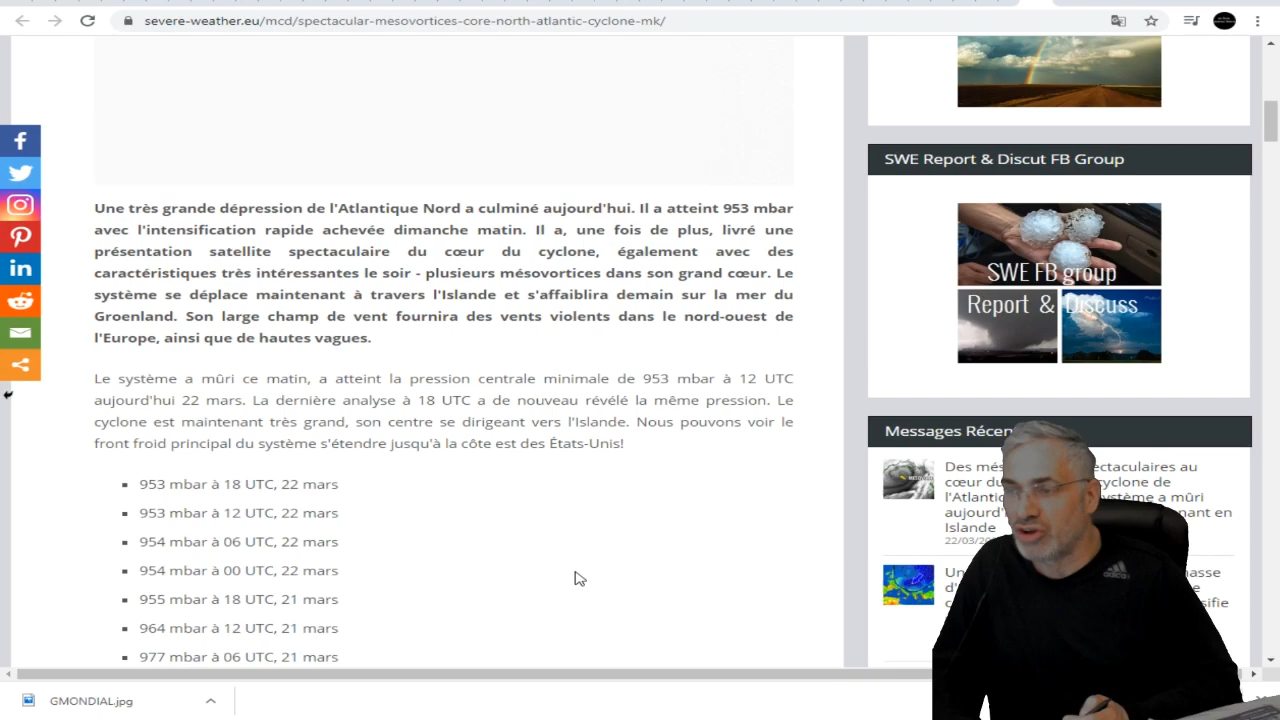 severe-weather.eu/mcd/spectacular-mesovortices-core-north-atlantic-cyclone-mk/
Une très grande dépression de l'Atlantique Nord a culminé aujourd'hui. Il a atteint 953 mbar
avec l'intensification rapide achevée dimanche matin. Il a, une fois de plus, livré une
présentation satellite spectaculaire du cœur du cyclone, également avec des
caractéristiques très intéressantes le soir - plusieurs mésovortices dans son grand cœur. Le
système se déplace maintenant à travers l'Islande et s'affaiblira demain sur la mer du
Groenland. Son large champ de vent fournira des vents violents dans le nord-ouest de
l'Europe, ainsi que de hautes vagues.
Le système a mûri ce matin, a atteint la pression centrale minimale de 953 mbar à 12 UTC
aujourd'hui 22 mars. La dernière analyse à 18 UTC a de nouveau révélé la même pression. Le
cyclone est maintenant très grand, son centre se dirigeant vers l'Islande. Nous pouvons voir le
front froid principal du système s'étendre jusqu'à la côte est des États-Unis!
953 mbar à 18 UTC, 22 mars
953 mbar à 12 UTC, 22 mars
954 mbar à 06 UTC, 22 mars
954 mbar à 00 UTC, 22 mars
955 mbar à 18 UTC, 21 mars
964 mbar à 12 UTC, 21 mars
977 mbar à 06 UTC, 21 mars
SWE Report & Discut FB Group
SWE FB group
Report & Discuss
Messages
Des spectaculaires au
cœur du cyclone de
l'Atlantique système a mûri
aujourd'hui en
Islande
22/03
GMONDIAL.jpg
adidas